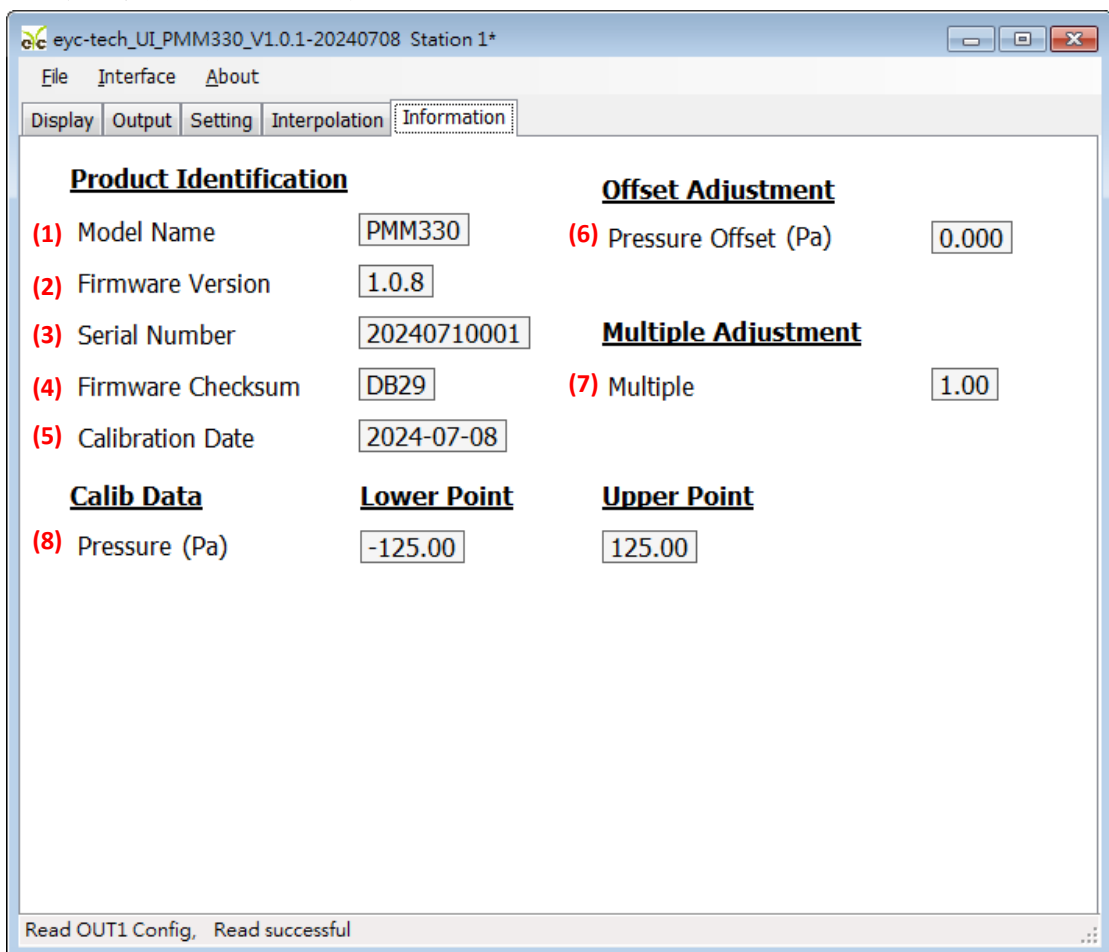 eyc-tech_UI_PMM330_V1.0.1-20240708 Station 1*
File Interface About
Display Output Setting Interpolation Information
Product Identification
(1) Model Name PMM330
(2) Firmware Version 1.0.8
(3) Serial Number 20240710001
(4) Firmware Checksum DB29
(5) Calibration Date 2024-07-08
Offset Adjustment
(6) Pressure Offset (Pa) 0.000
Multiple Adjustment
(7) Multiple 1.00
Calib Data Lower Point Upper Point
(8) Pressure (Pa) -125.00 125.00
Read OUT1 Config, Read successful